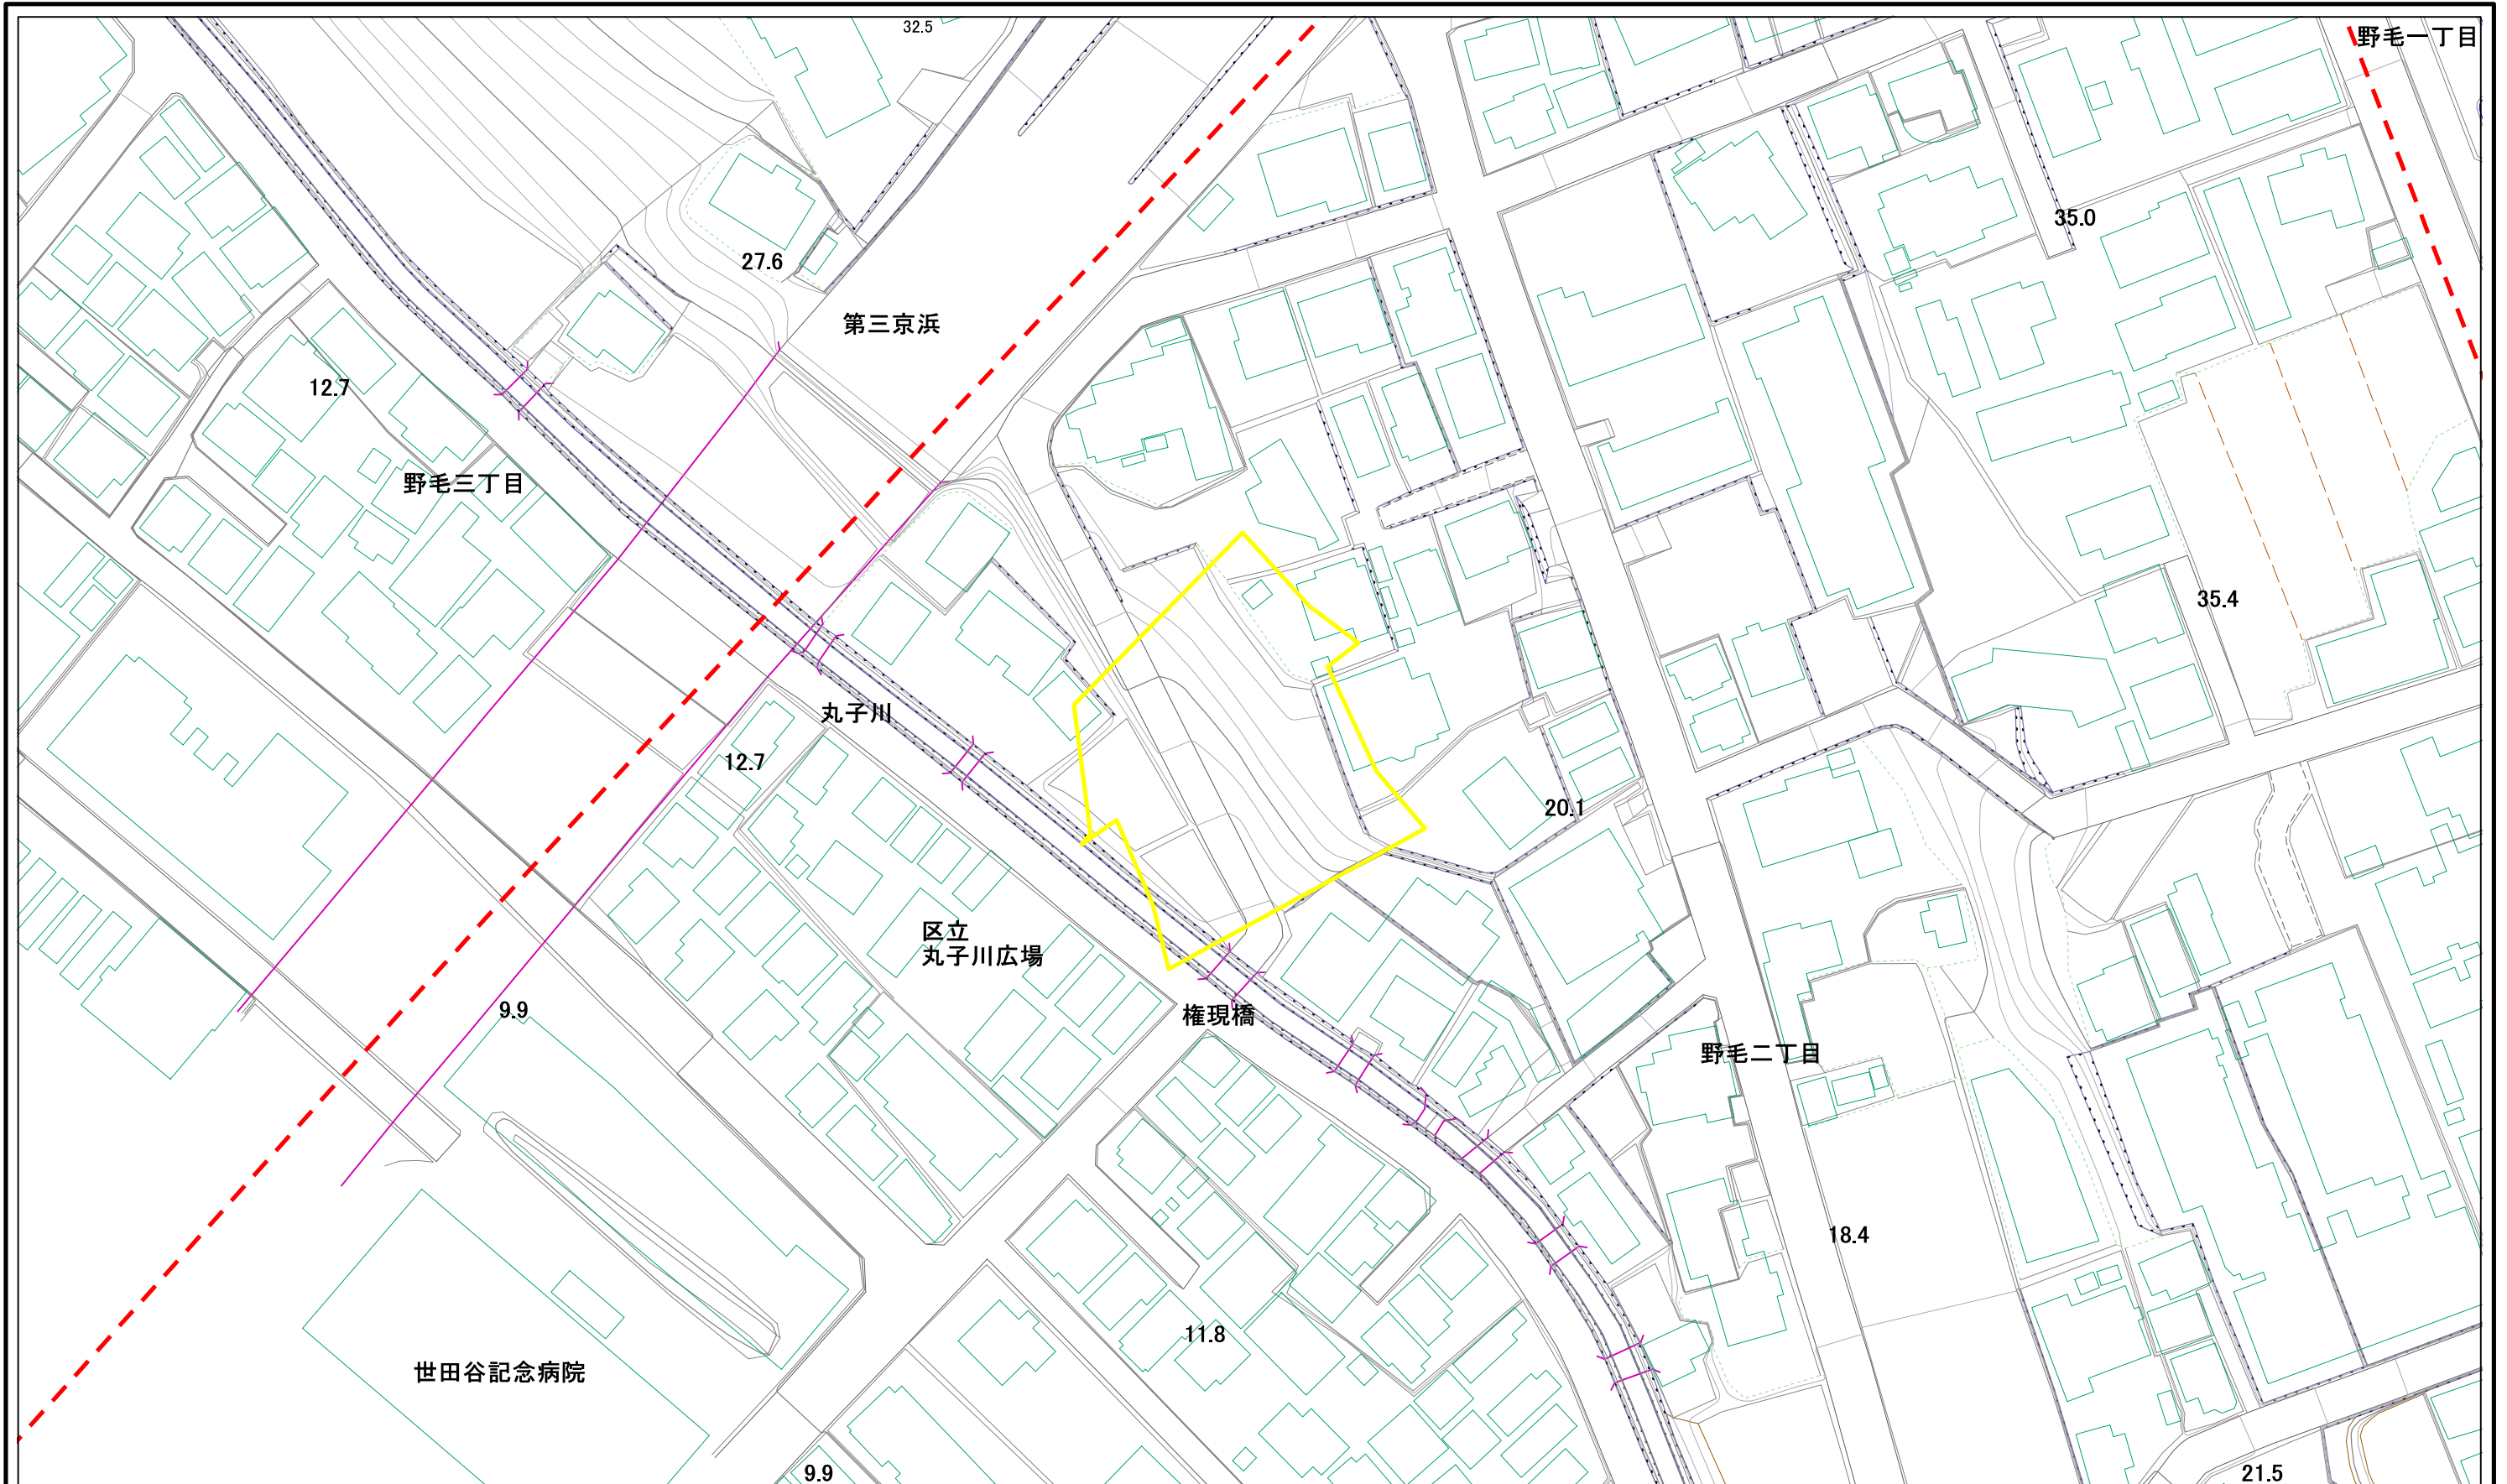 32.5
野毛一丁目
35.0
27.6
第三京浜
12.7
野毛三丁目
35.4
丸子川
12.7
20.1
区立
丸子川広場
9.9
権現橋
野毛二丁目
18.4
11.8
世田谷記念病院
9.9
21.5